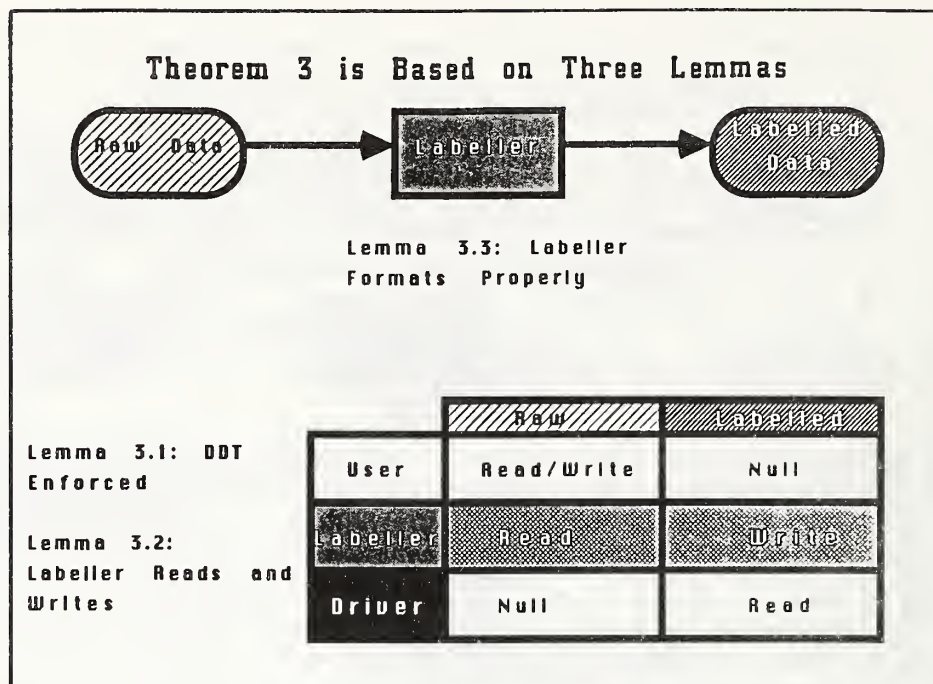 Theorem 3 is Based on Three Lemmas
Raw Data
Labeller
Labelled
Data
Lemma 3.3: Labeller
Formats Properly
Raw Labelled
Lemma 3.1: DDT
Enforced
User Read/Write Null
Lemma 3.2:
Labeller Reads and
Writes
Labeller Read Write
Driver Null Read